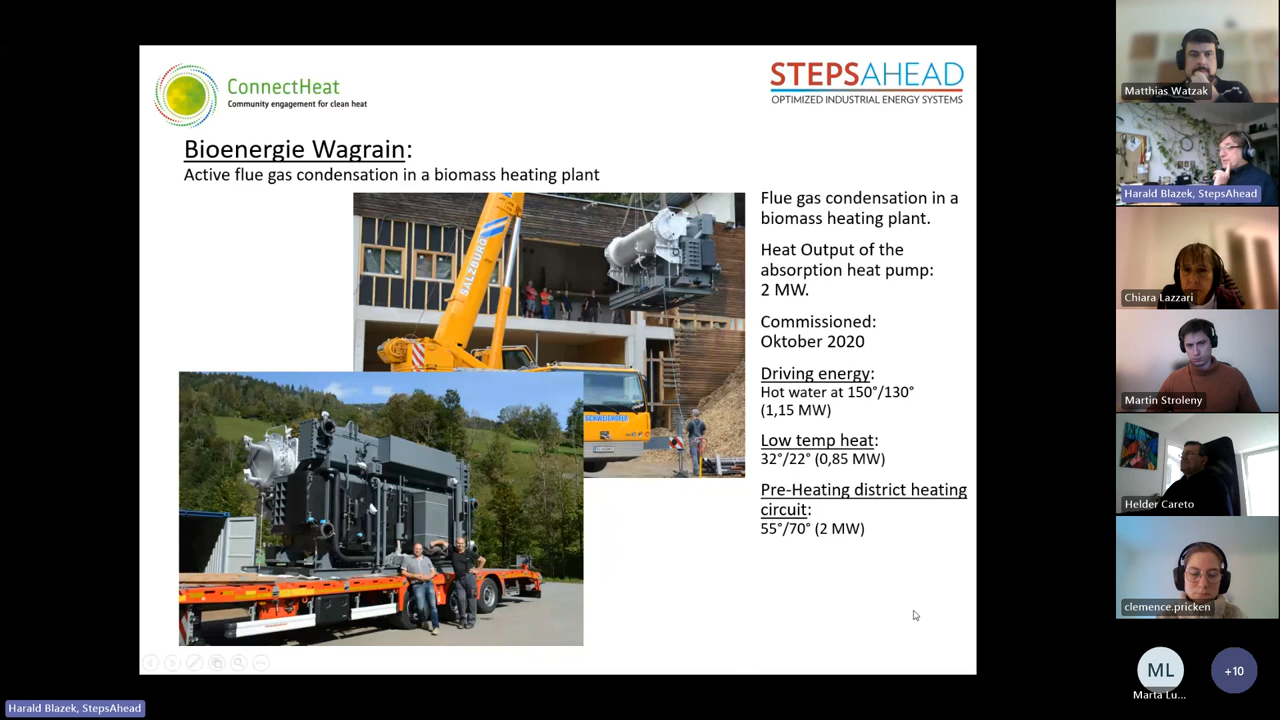 ConnectHeat
Community engagement for clean heat
STEPSAHEAD
OPTIMIZED INDUSTRIAL ENERGY SYSTEMS
Bioenergie Wagrain:
Active flue gas condensation in a biomass heating plant
SALZBURG
Flue gas condensation in a
biomass heating plant.
Heat Output of the
absorption heat pump:
2 MW.
Commissioned:
Oktober 2020
Driving energy:
Hot water at 150°/130°
(1,15 MW)
Low temp heat:
32°/22° (0,85 MW)
Pre-Heating district heating
circuit:
55°/70° (2 MW)
Matthias Watzak
Harald Blazek, StepsAhead
Chiara Lazzari
Martin Stroleny
Helder Careto
clemence.pricken
ML
Marta Lu...
+10
Harald Blazek, StepsAhead